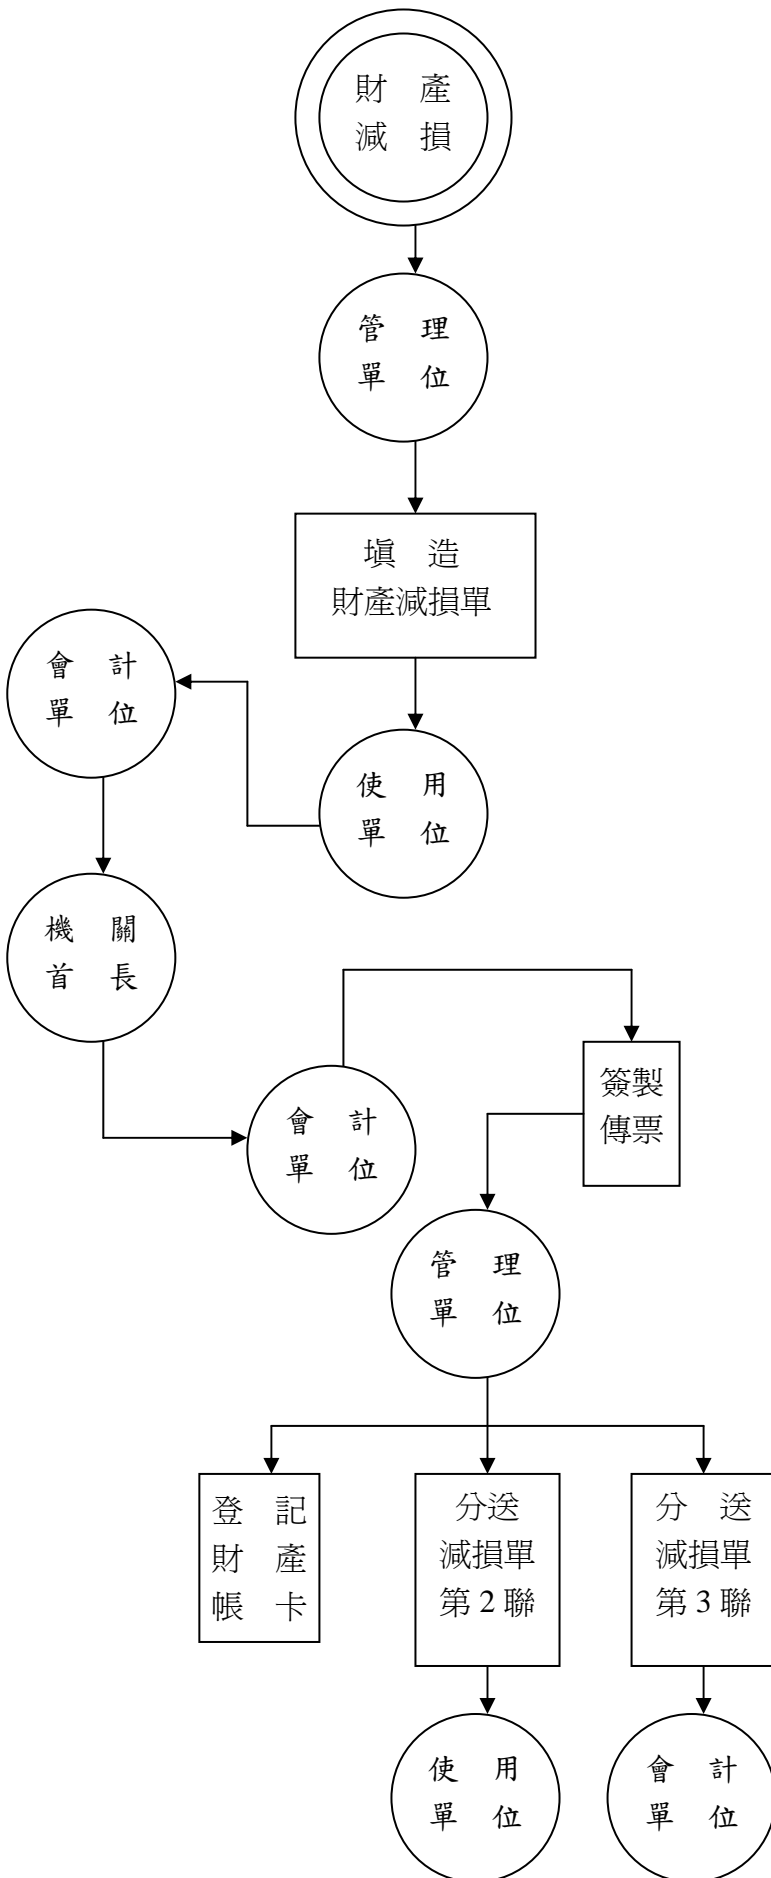 財 產
減 損
管 理
單 位
填 造
財產減損單
會 計
單 位
使 用
單 位
機 關
首 長
簽製
傳票
會 計
單 位
管 理
單 位
登 記
財 產
帳 卡
分送
減損單
第 2 聯
分 送
減損單
第 3 聯
使 用
單 位
會 計
單 位